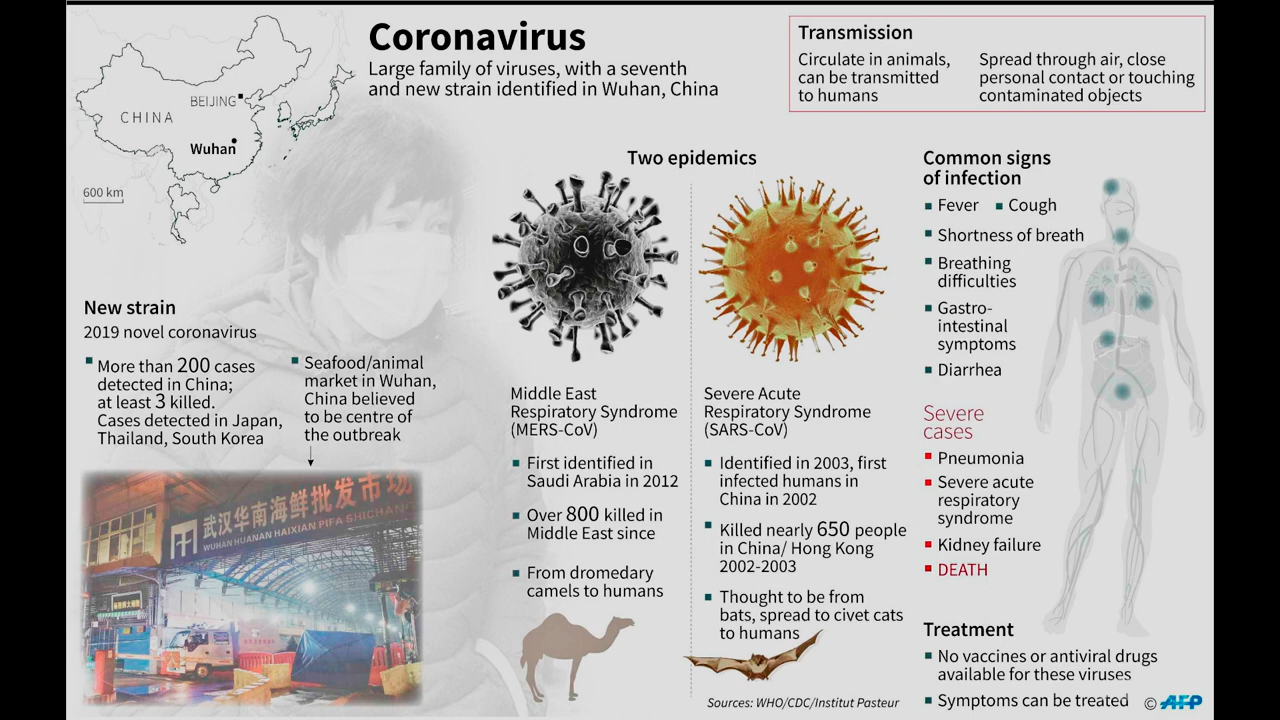 Coronavirus
Large family of viruses, with a seventh
and new strain identified in Wuhan, China
BEIJING
CHINA
Wuhan
600 km
Transmission
Circulate in animals,
can be transmitted
to humans
Spread through air, close
personal contact or touching
contaminated objects
New strain
2019 novel coronavirus
More than 200 cases
detected in China;
at least 3 killed.
Cases detected in Japan,
Thailand, South Korea
Seafood/animal
market in Wuhan,
China believed
to be centre of
the outbreak
武汉华南海鲜批发市场
WUHAN HUANAN HAIXIAN PIFA SHICHANG
Two epidemics
Middle East
Respiratory Syndrome
(MERS-CoV)
First identified in
Saudi Arabia in 2012
Over 800 killed in
Middle East since
From dromedary
camels to humans
Severe Acute
Respiratory Syndrome
(SARS-CoV)
Identified in 2003, first
infected humans in
China in 2002
Killed nearly 650 people
in China/ Hong Kong
2002-2003
Thought to be from
bats, spread to civet cats
to humans
Sources: WHO/CDC/Institut Pasteur
Common signs
of infection
Fever
Cough
Shortness of breath
Breathing
difficulties
Gastro-
intestinal
symptoms
Diarrhea
Severe
cases
Pneumonia
Severe acute
respiratory
syndrome
Kidney failure
DEATH
Treatment
No vaccines or antiviral drugs
available for these viruses
Symptoms can be treated
© AFP